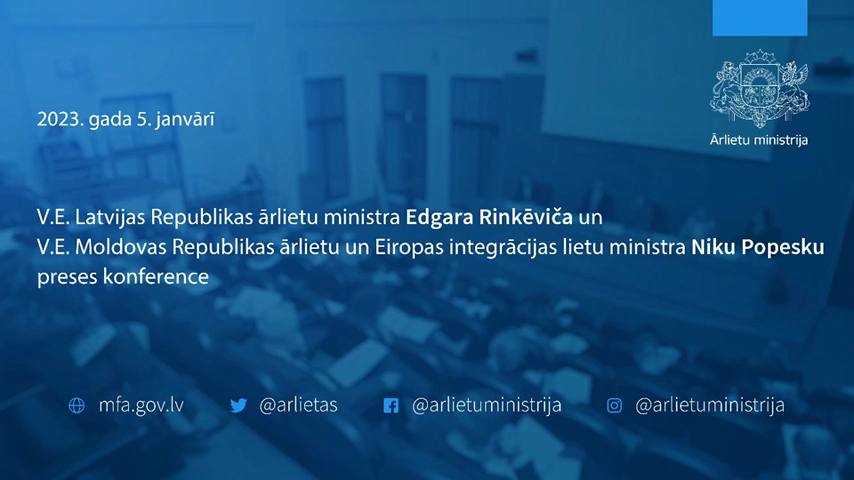 Ārlietu ministrija
2023. gada 5. janvārī
V.E. Latvijas Republikas ārlietu ministra Edgara Rinkēviča un
V.E. Moldovas Republikas ārlietu un Eiropas integrācijas lietu ministra Niku Popesku
preses konference
mfa.gov.lv @arlietas @arlietuministrija @arlietuministrija